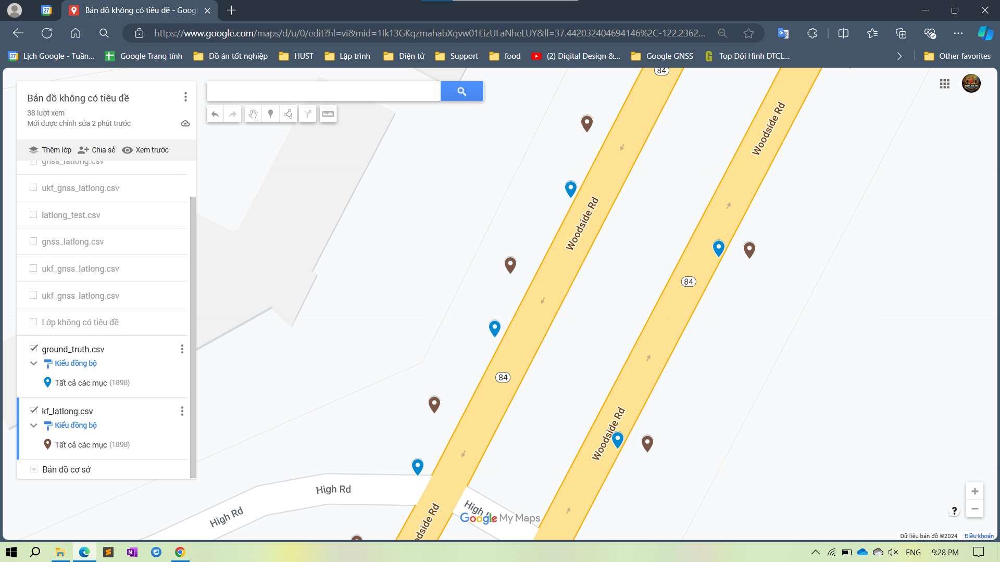 27
Bản đồ không có tiêu đề - Googl
https://www.google.com/maps/d/u/0/edit?hl=vi&mid=1Ik13GKqzmahabXqvw01EizUFaNheLUY&ll=37.442032404694146%2C-122.2362...
27 Lịch Google - Tuần...
Google Trang tính
Đồ án tốt nghiệp
HUST
Lập trình
Điện tử
Support
food
(2) Digital Design &...
Google GNSS
Top Đội Hình DTCL...
Other favorites
Bản đồ không có tiêu đề
38 lượt xem
Mới được chỉnh sửa 2 phút trước
Thêm lớp
Chia sẻ
Xem trước
gnss_latlong.csv
ukf_gnss_latlong.csv
latlong_test.csv
gnss_latlong.csv
ukf_gnss_latlong.csv
ukf_gnss_latlong.csv
Lớp không có tiêu đề
ground_truth.csv
Kiểu đồng bộ
Tất cả các mục (1898)
kf_latlong.csv
Kiểu đồng bộ
Tất cả các mục (1898)
Bản đồ cơ sở
84
Woodside Rd
Woodside Rd
84
84
Woodside Rd
Woodside Rd
High Rd
High Rd
High
Google My Maps
Dữ liệu bản đồ ©2024
Điều khoản
ENG
9:28 PM